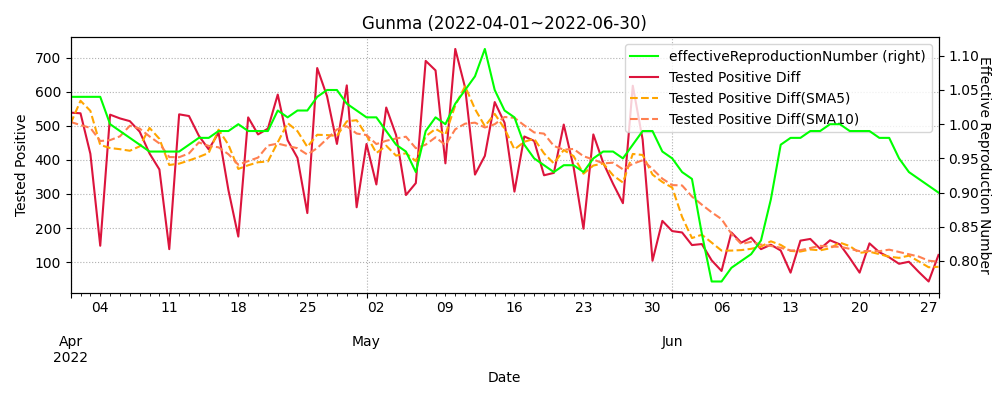 Gunma (2022-04-01~2022-06-30)
effectiveReproductionNumber (right)
Tested Positive Diff
Tested Positive Diff(SMA5)
Tested Positive Diff(SMA10)
Tested Positive
700
600
500
400
300
200
100
Effective Reproduction Number
1.10
1.05
1.00
0.95
0.90
0.85
0.80
04 11 18 25 02 09 16 23 30 06 13 20 27
Apr May Jun
2022
Date